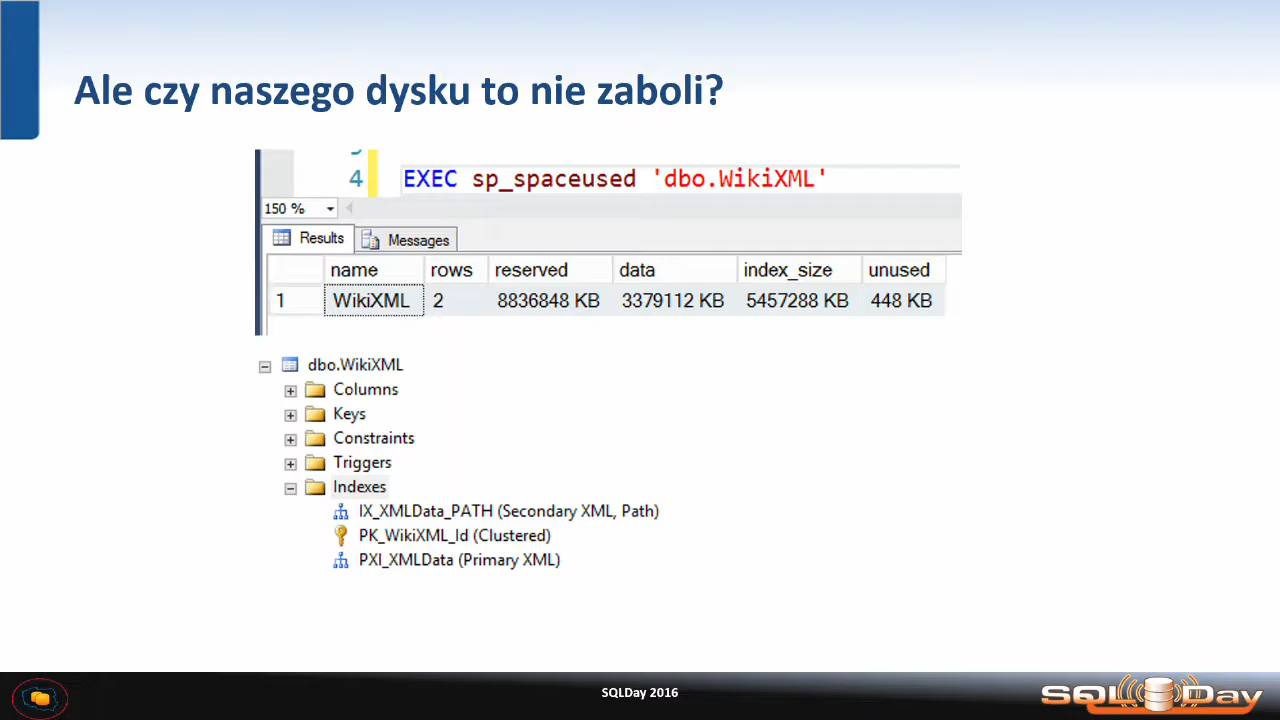 Ale czy naszego dysku to nie zaboli?
4 EXEC sp_spaceused 'dbo.WikiXML'
150 %
Results Messages
name rows reserved data index_size unused
1 WikiXML 2 8836848 KB 3379112 KB 5457288 KB 448 KB
dbo.WikiXML
Columns
Keys
Constraints
Triggers
Indexes
IX_XMLData_PATH (Secondary XML, Path)
PK_WikiXML_Id (Clustered)
PXI_XMLData (Primary XML)
SQLDay 2016
SQL Day